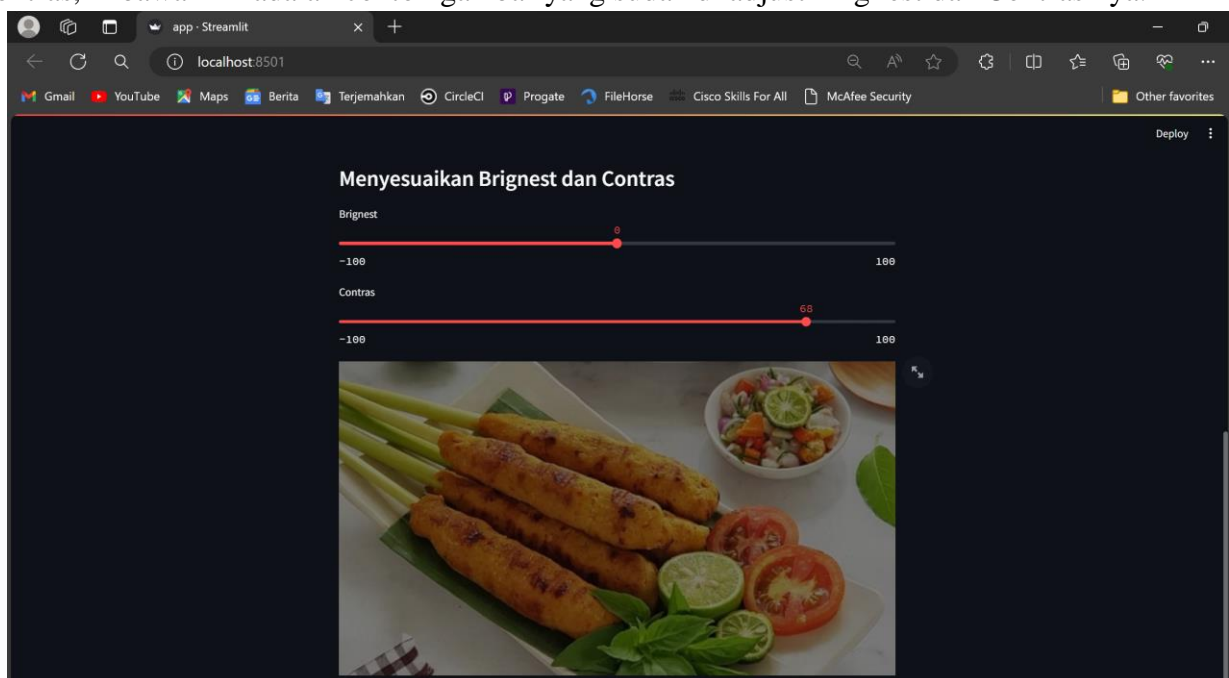 app - Streamlit
localhost:8501
Gmail YouTube Maps Berita Terjemahkan CircleCI Progate FileHorse Cisco Skills For All McAfee Security Other favorites
Deploy
Menyesuaikan Brignest dan Contras
Brignest
0
-100 100
Contras
68
-100 100